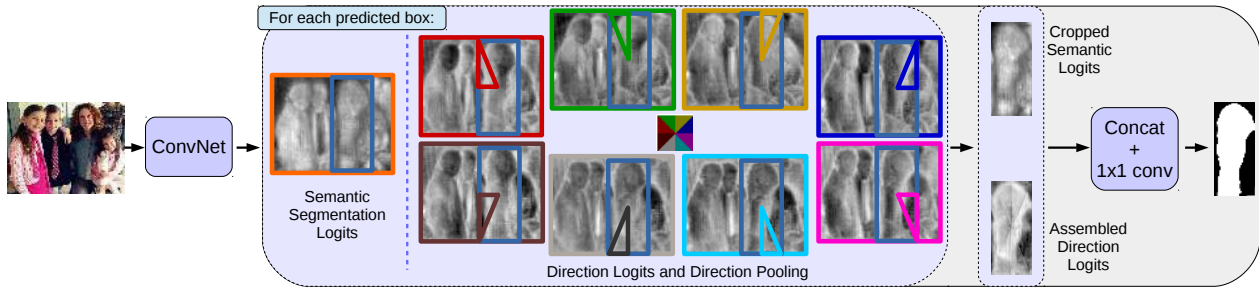 For each predicted box:
ConvNet
Semantic
Segmentation
Logits
Direction Logits and Direction Pooling
Cropped
Semantic
Logits
Assembled
Direction
Logits
Concat
+
1x1 conv